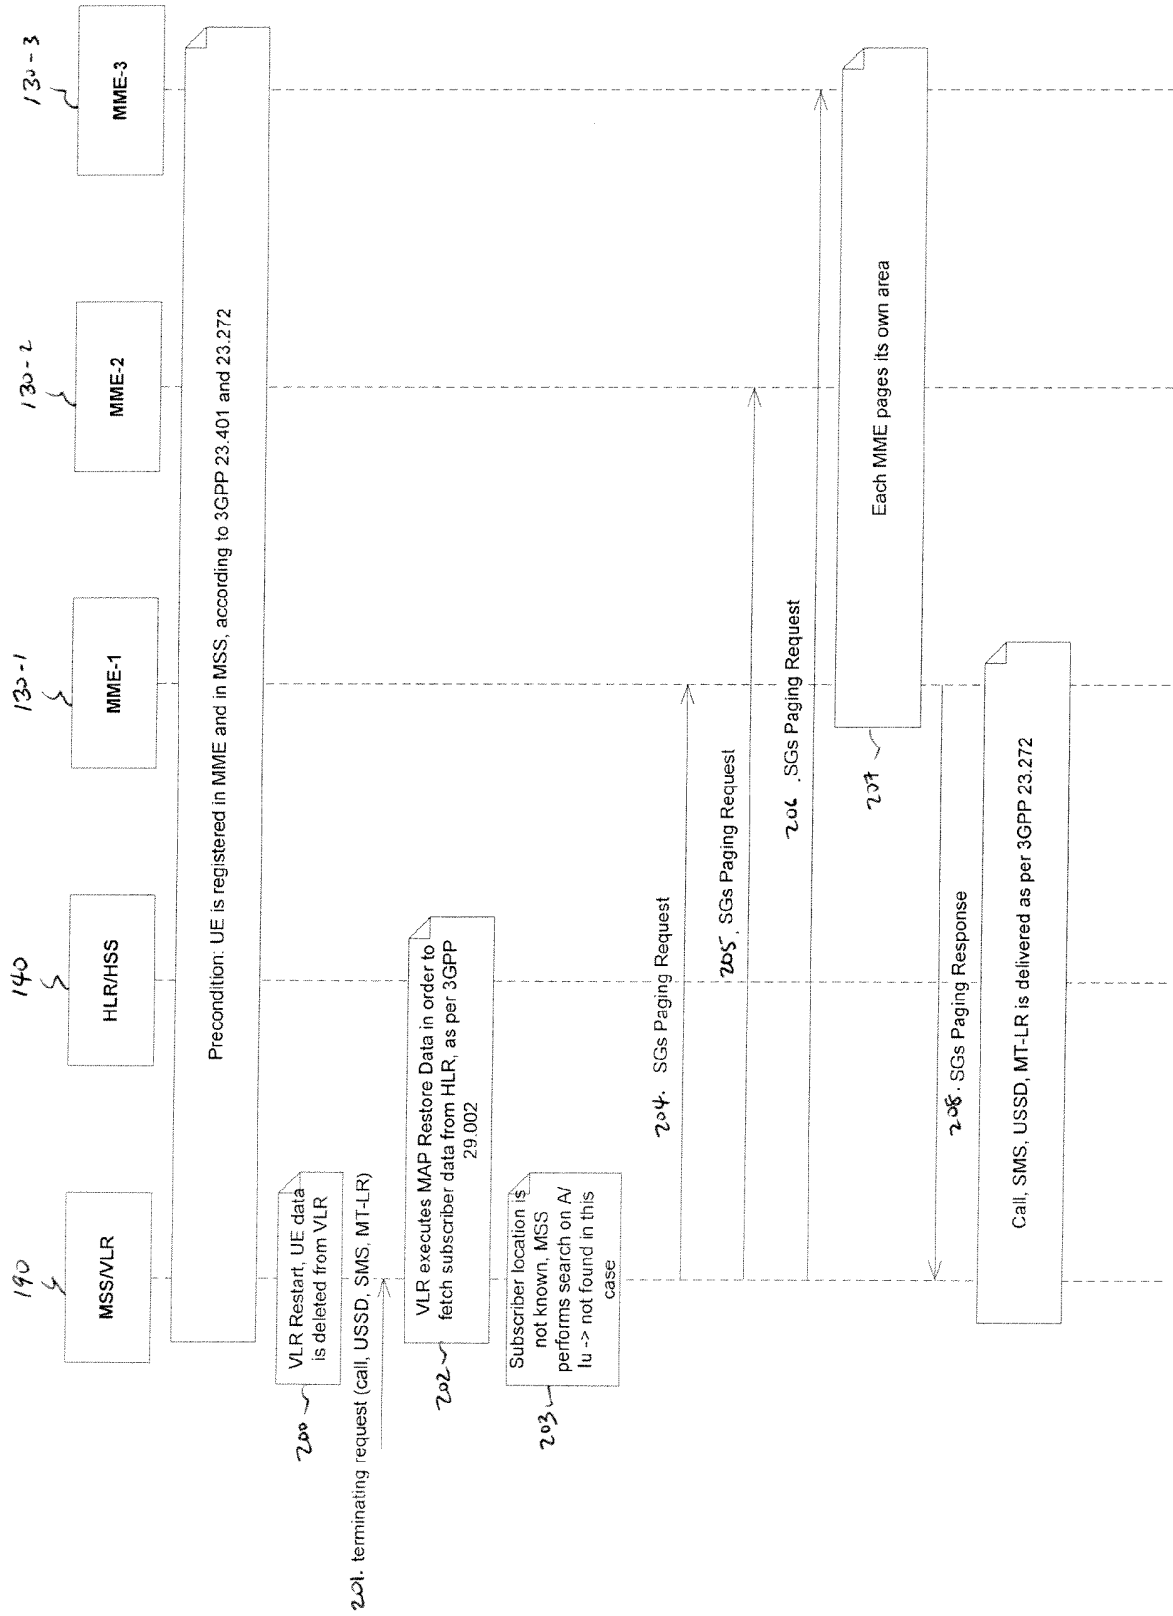 190
140
130-1
130-2
130-3
MSS/VLR
HLR/HSS
MME-1
MME-2
MME-3
Precondition: UE is registered in MME and in MSS, according to 3GPP 23.401 and 23.272
VLR Restart, UE data
is deleted from VLR
200
201. terminating request (call, USSD, SMS, MT-LR)
VLR executes MAP Restore Data in order to
fetch subscriber data from HLR, as per 3GPP
29.002
202
Subscriber location is
not known, MSS
performs search on A/
Iu -> not found in this
case
203
204. SGs Paging Request
205. SGs Paging Request
206. SGs Paging Request
Each MME pages its own area
207
208. SGs Paging Response
Call, SMS, USSD, MT-LR is delivered as per 3GPP 23.272